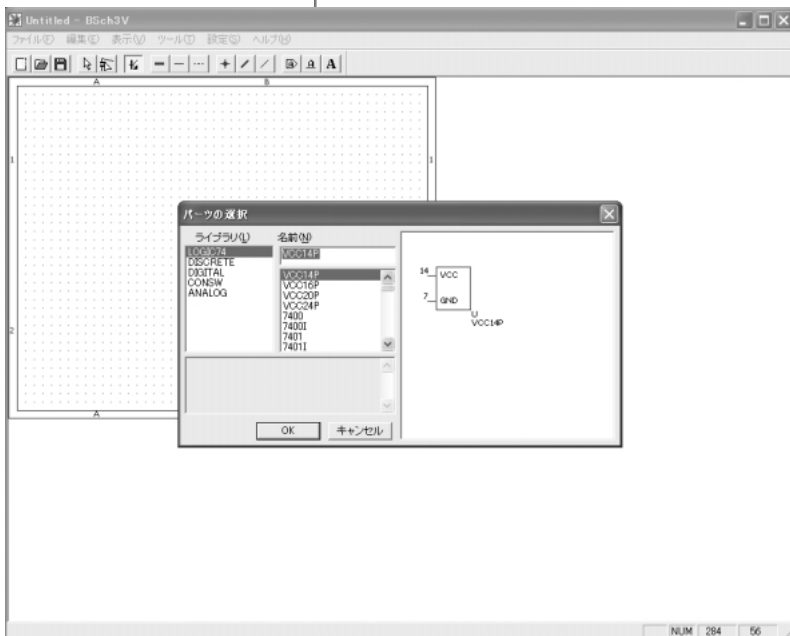 Untitled - BSch3V
ファイル(F) 編集(E) 表示(V) ツール(T) 設定(S) ヘルプ(H)
A
A B
1 1
パーツの選択
ライブラリ(L) 名前(N)
LOGIC74
DISCRETE
DIGITAL
CONSW
ANALOG
VCC14P
VCC14P
VCC16P
VCC20P
VCC24P
7400
7400I
7401
7401I
14 VCC
7 GND
U
VCC14P
2
OK キャンセル
A
NUM 284 56